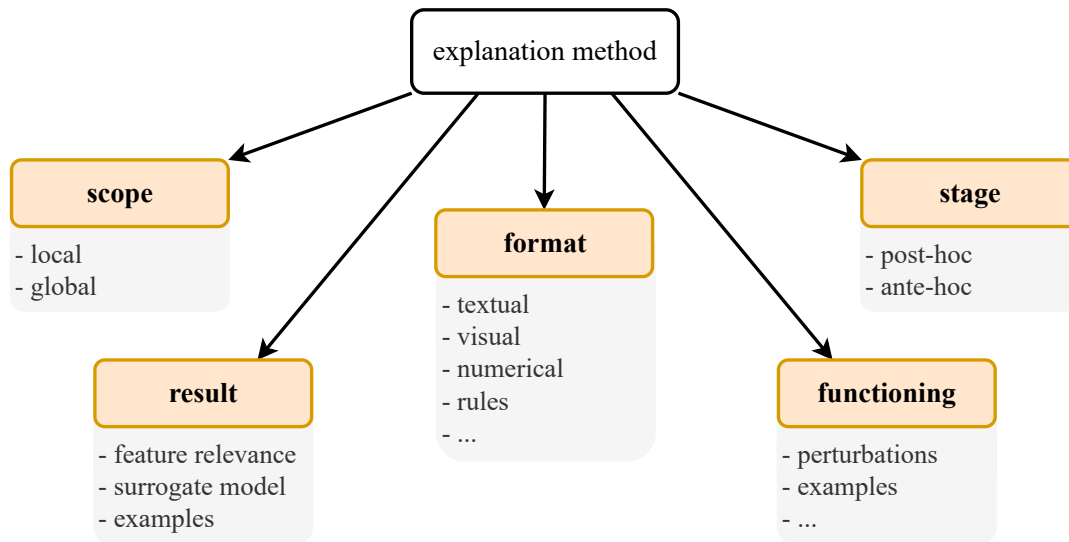 explanation method
scope
- local
- global
result
- feature relevance
- surrogate model
- examples
format
- textual
- visual
- numerical
- rules
- ...
functioning
- perturbations
- examples
- ...
stage
- post-hoc
- ante-hoc